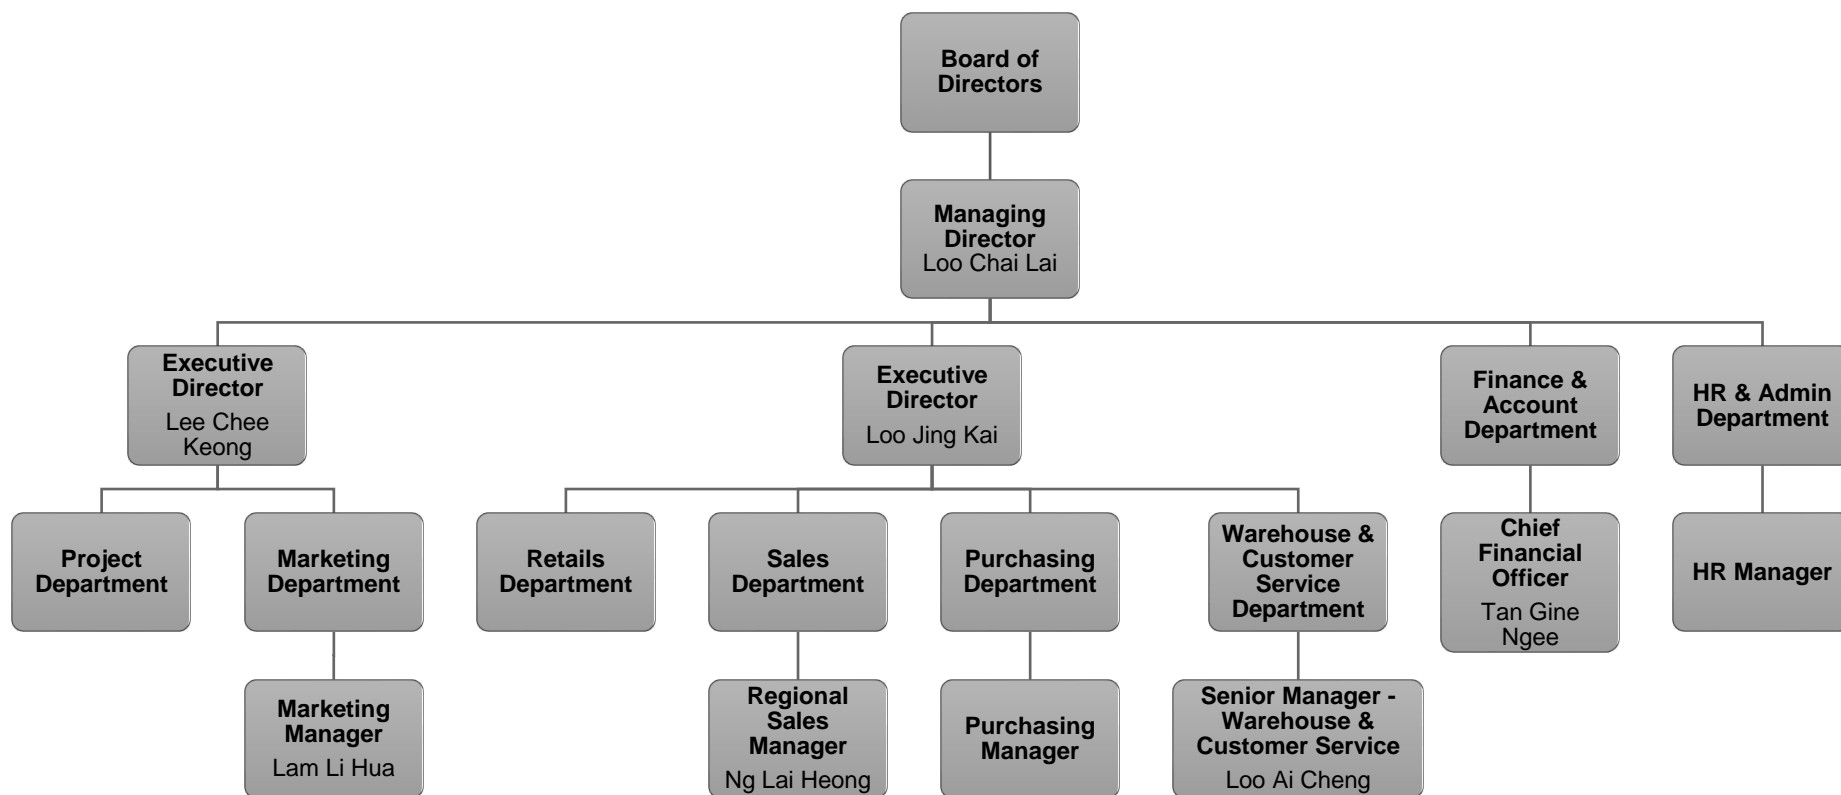 Board of
Directors
Managing
Director
Loo Chai Lai
Executive
Director
Lee Chee
Keong
Executive
Director
Loo Jing Kai
Finance &
Account
Department
HR & Admin
Department
Project
Department
Marketing
Department
Retails
Department
Sales
Department
Purchasing
Department
Warehouse &
Customer
Service
Department
Chief
Financial
Officer
Tan Gine
Ngee
HR Manager
Marketing
Manager
Lam Li Hua
Regional
Sales
Manager
Ng Lai Heong
Purchasing
Manager
Senior Manager -
Warehouse &
Customer Service
Loo Ai Cheng